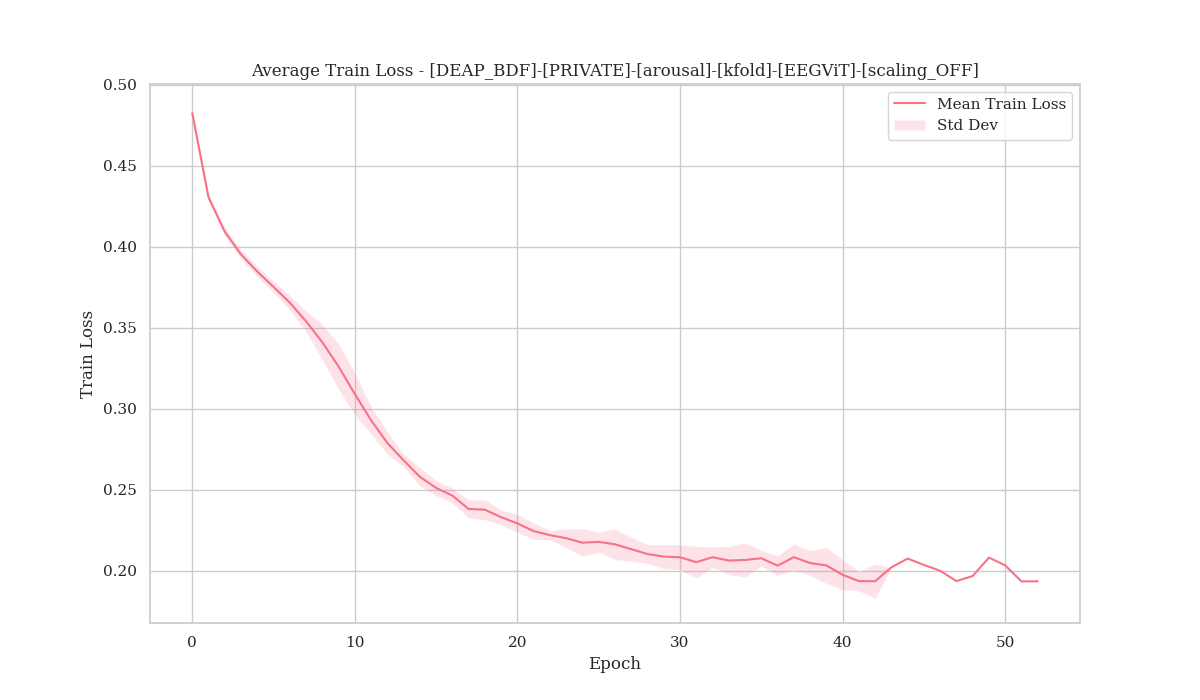 Average Train Loss - [DEAP_BDF]-[PRIVATE]-[arousal]-[kfold]-[EEGViT]-[scaling_OFF]
Mean Train Loss
Std Dev
0.50
0.45
0.40
0.35
0.30
0.25
0.20
Train Loss
0 10 20 30 40 50
Epoch